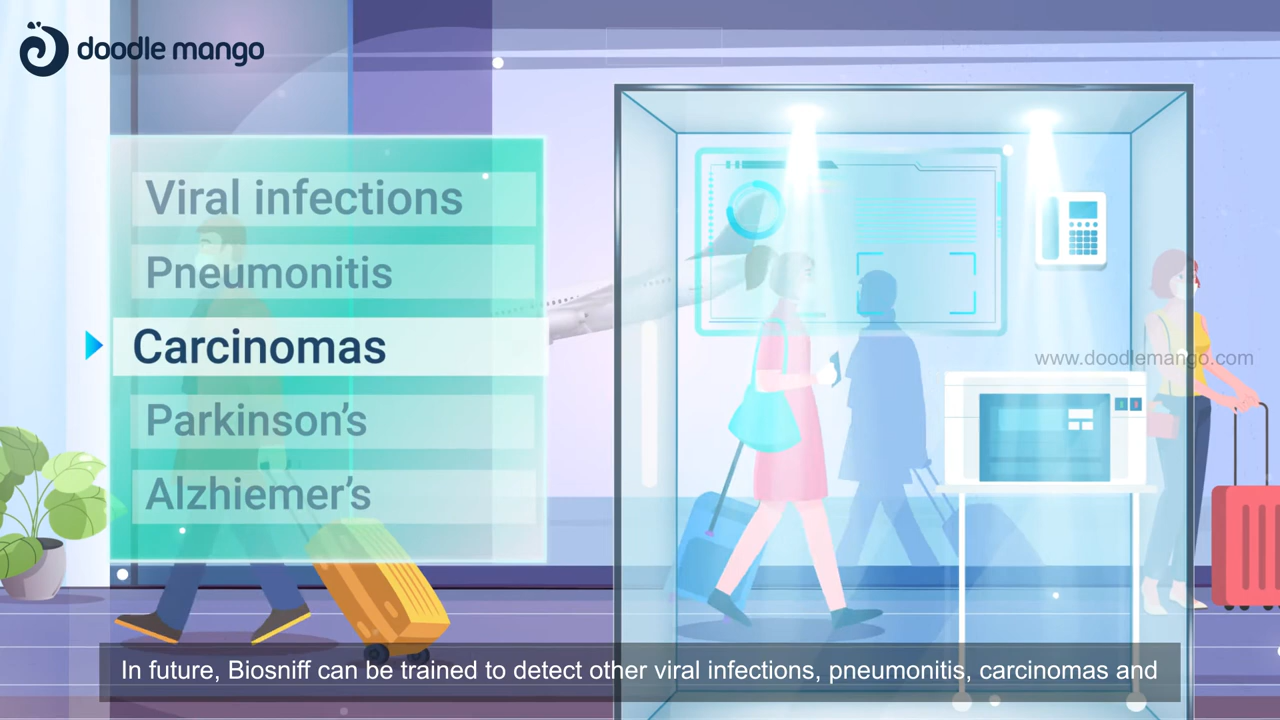 doodle mango
Viral infections
Pneumonitis
Carcinomas
Parkinson's
Alzhiemer's
www.doodlemango.com
In future, Biosniff can be trained to detect other viral infections, pneumonitis, carcinomas and